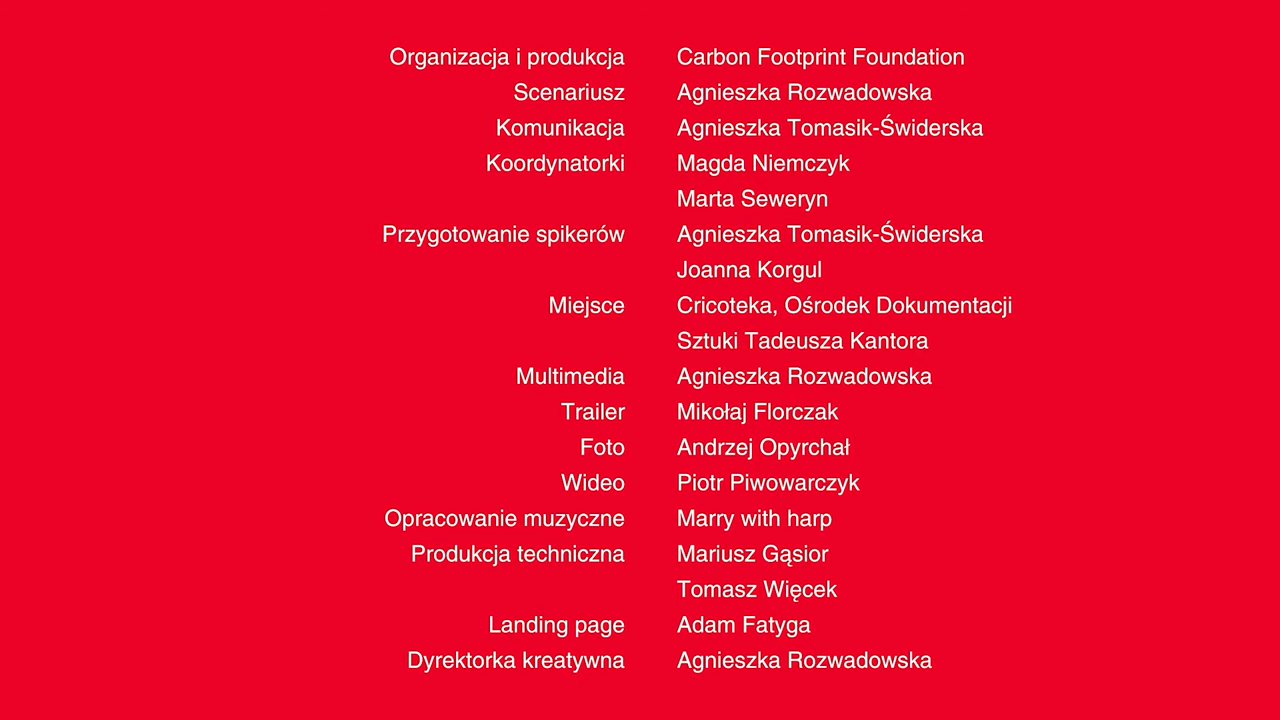 Organizacja i produkcja Carbon Footprint Foundation
Scenariusz Agnieszka Rozwadowska
Komunikacja Agnieszka Tomasik-Świderska
Koordynatorki Magda Niemczyk
Marta Seweryn
Przygotowanie spikerów Agnieszka Tomasik-Świderska
Joanna Korgul
Miejsce Cricoteka, Ośrodek Dokumentacji
Sztuki Tadeusza Kantora
Multimedia Agnieszka Rozwadowska
Trailer Mikołaj Florczak
Foto Andrzej Opyrchał
Wideo Piotr Piwowarczyk
Opracowanie muzyczne Marry with harp
Produkcja techniczna Mariusz Gąsior
Tomasz Więcek
Landing page Adam Fatyga
Dyrektorka kreatywna Agnieszka Rozwadowska